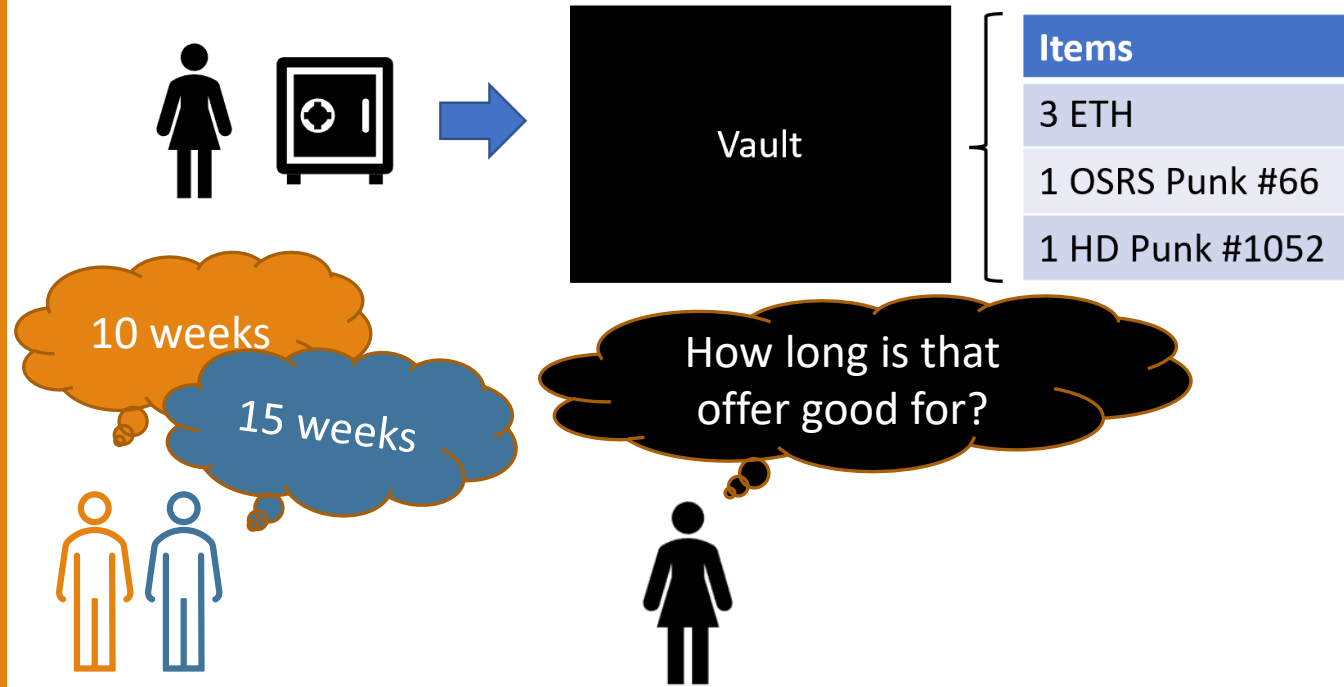 Vault
Items
3 ETH
1 OSRS Punk #66
1 HD Punk #1052
10 weeks
15 weeks
How long is that
offer good for?